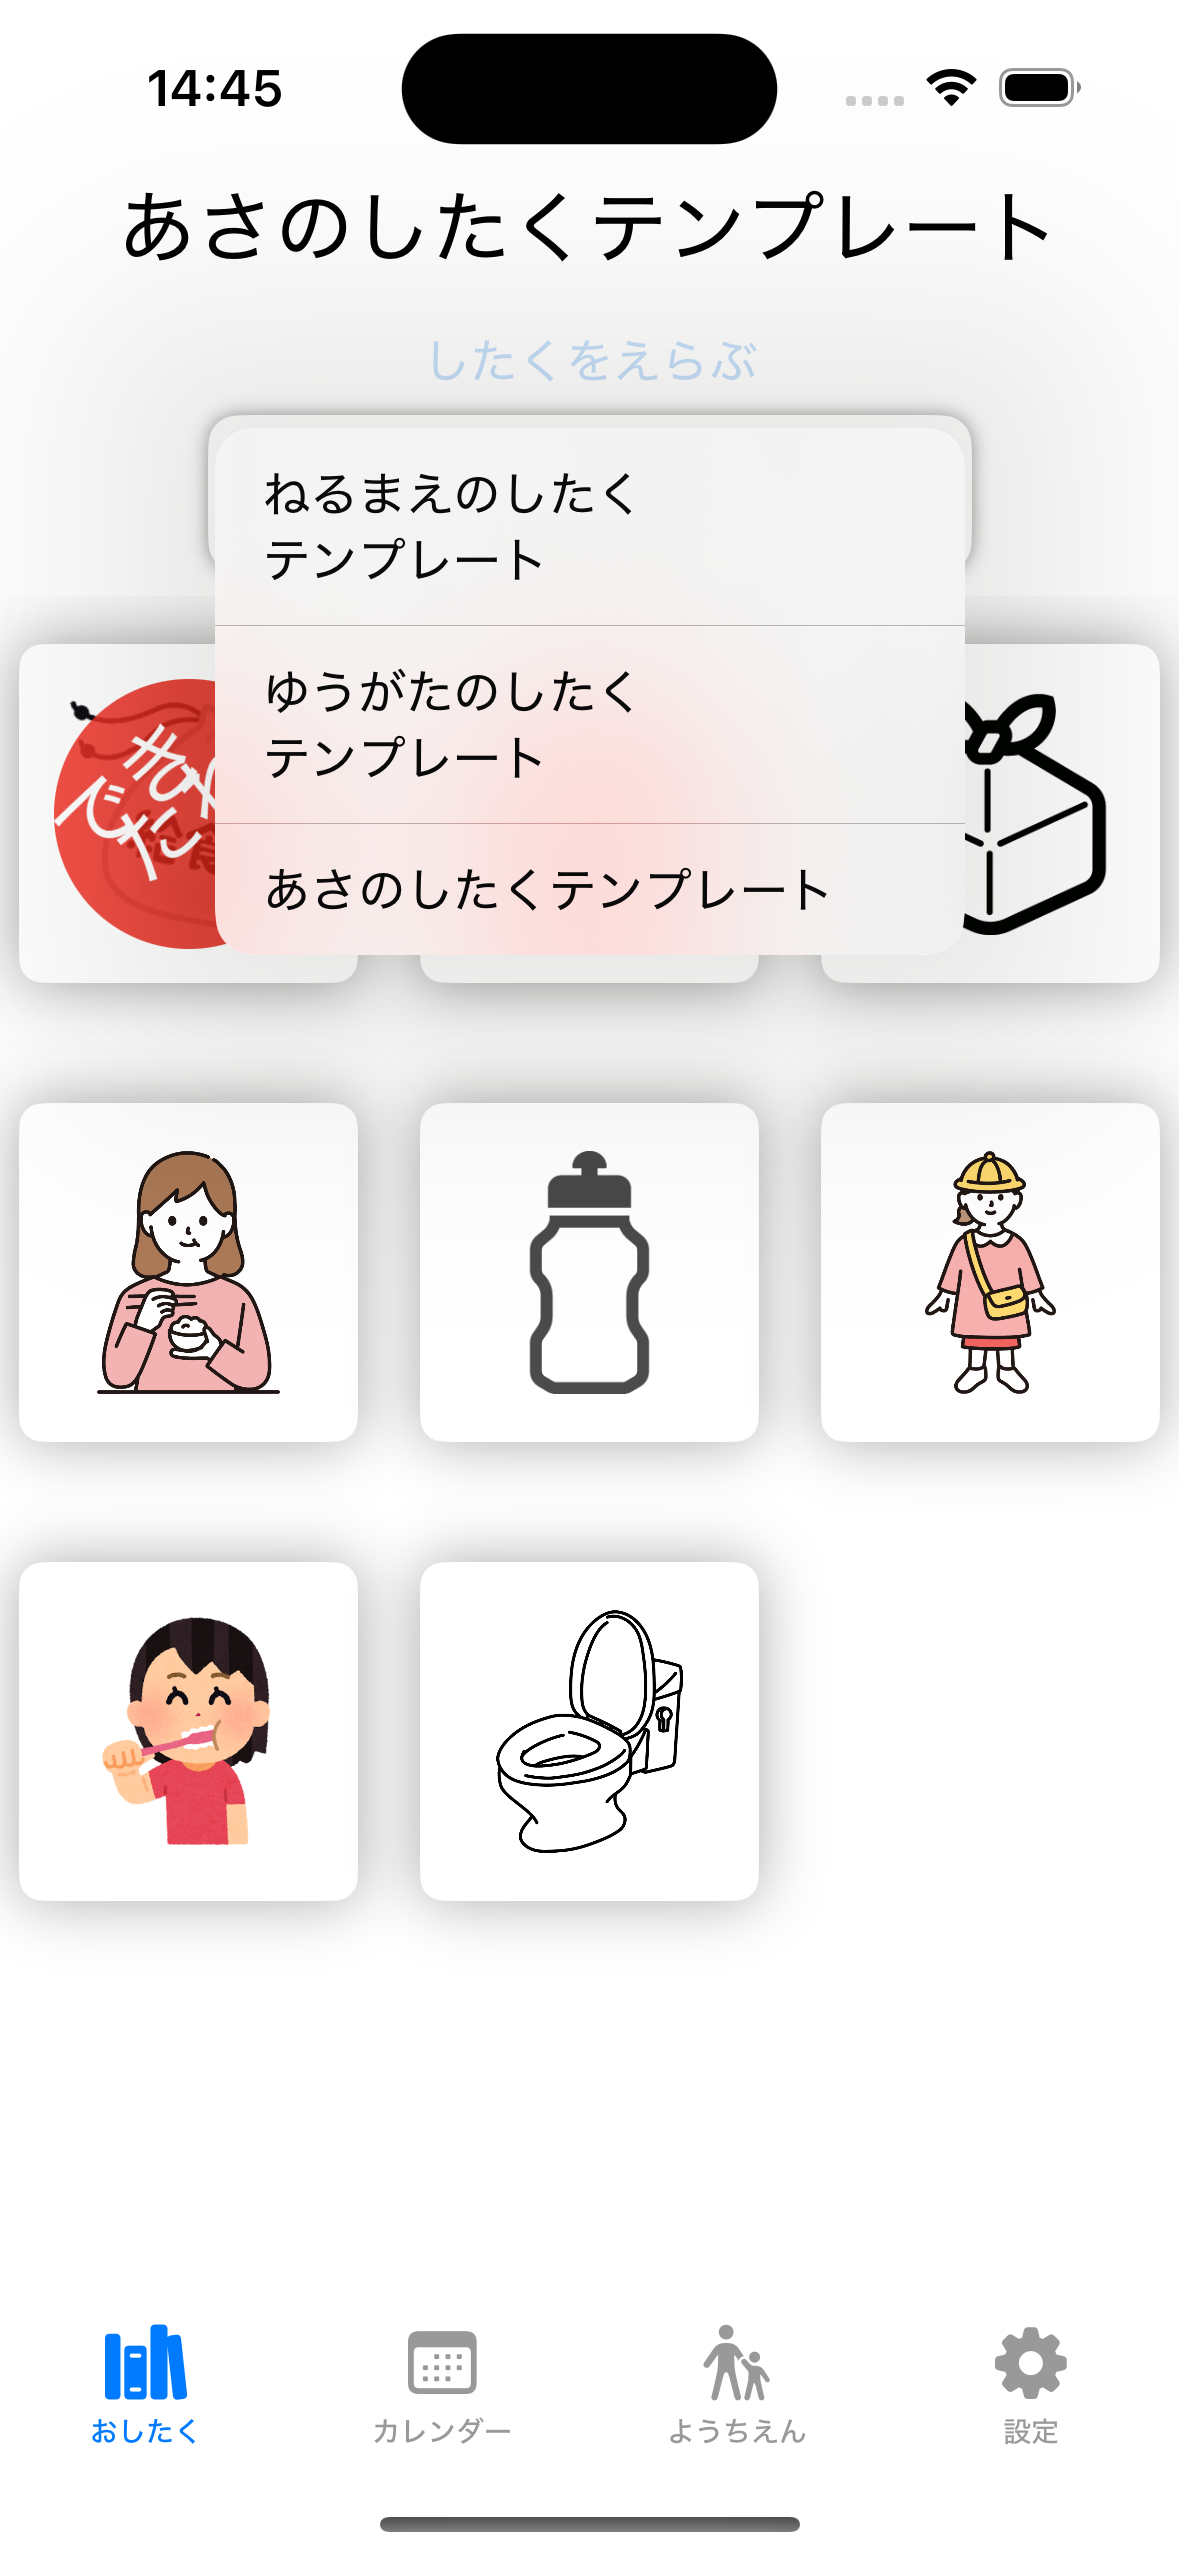 14:45
あさのしたくテンプレート
したくをえらぶ
ねるまえのしたく
テンプレート
ゆうがたのしたく
テンプレート
あさのしたくテンプレート
おしたく
カレンダー
ようちえん
設定